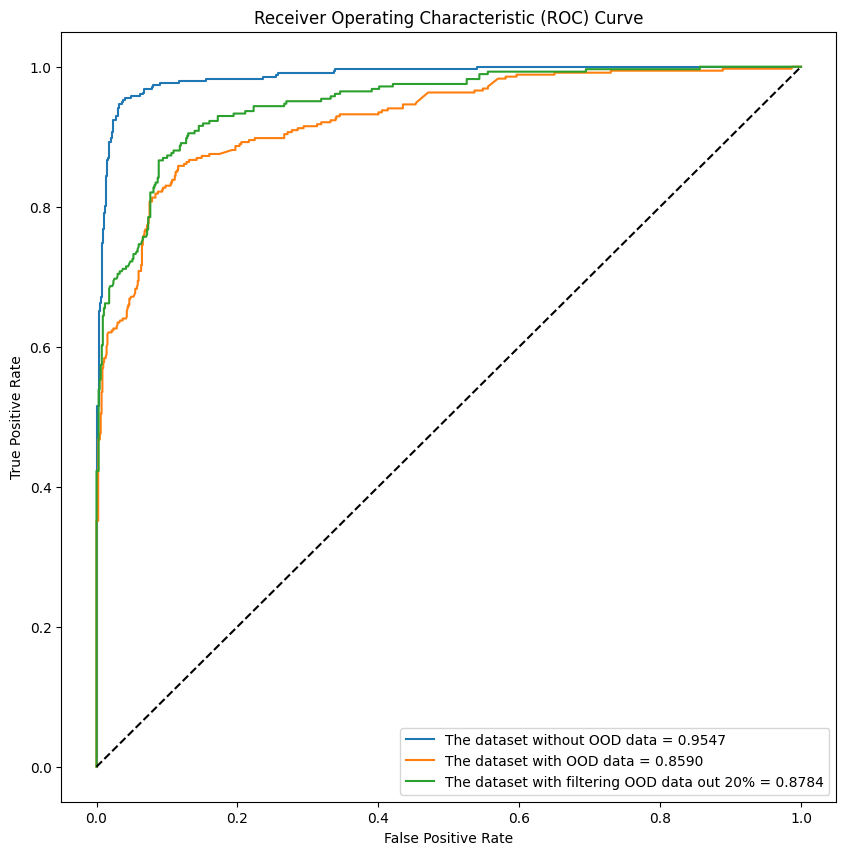 Receiver Operating Characteristic (ROC) Curve
1.0
0.8
0.6
0.4
0.2
0.0
True Positive Rate
The dataset without OOD data = 0.9547
The dataset with OOD data = 0.8590
The dataset with filtering OOD data out 20% = 0.8784
0.0 0.2 0.4 0.6 0.8 1.0
False Positive Rate